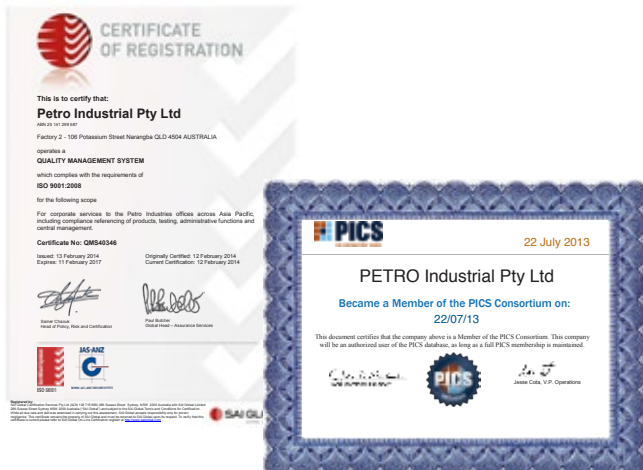 CERTIFICATE
OF REGISTRATION
This is to certify that:
Petro Industrial Pty Ltd
Factory 2 - 106 Potassium Street Narangba QLD 4504 AUSTRALIA
operates a
QUALITY MANAGEMENT SYSTEM
which complies with the requirements of
ISO 9001:2008
for the following scope
For corporate services to the Petro Industries offices across Asia Pacific,
including compliance referencing of products, testing, administrative functions and
central management.
Certificate No: QMS40346
Issued: 13 February 2014
Expires: 11 February 2017
Originally Certified: 12 February 2014
Current Certification: 12 February 2014
Samer Chaouk
Head of Policy, Risk and Certification
Paul Butcher
Global Head – Assurance Services
ISO 9001
JAS-ANZ
SAI GL
PICS
22 July 2013
PETRO Industrial Pty Ltd
Became a Member of the PICS Consortium on:
22/07/13
This document certifies that the company above is a Member of the PICS Consortium. This company
will be an authorized user of the PICS database, as long as a full PICS membership is maintained.
PICS
Jesse Cota, V.P. Operations